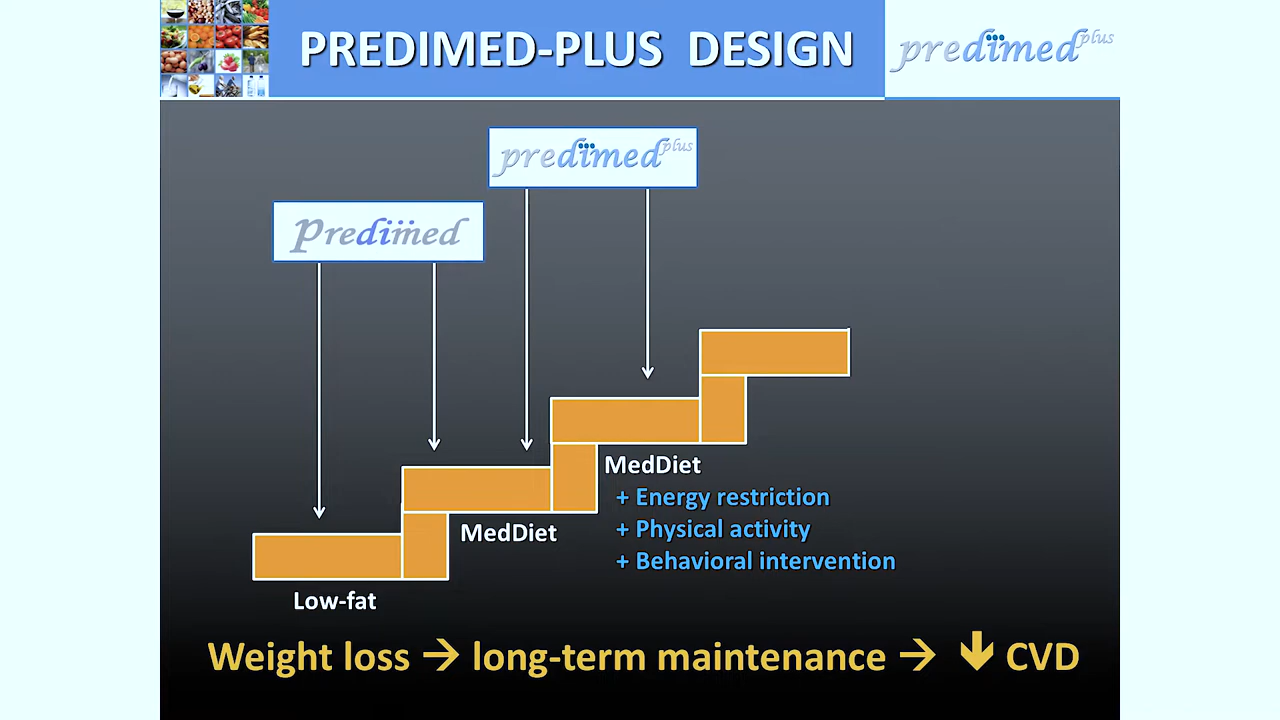 PREDIMED-PLUS DESIGN
predimed plus
predimed plus
Predimed
MedDiet
+ Energy restriction
+ Physical activity
+ Behavioral intervention
MedDiet
Low-fat
Weight loss → long-term maintenance → ↓ CVD